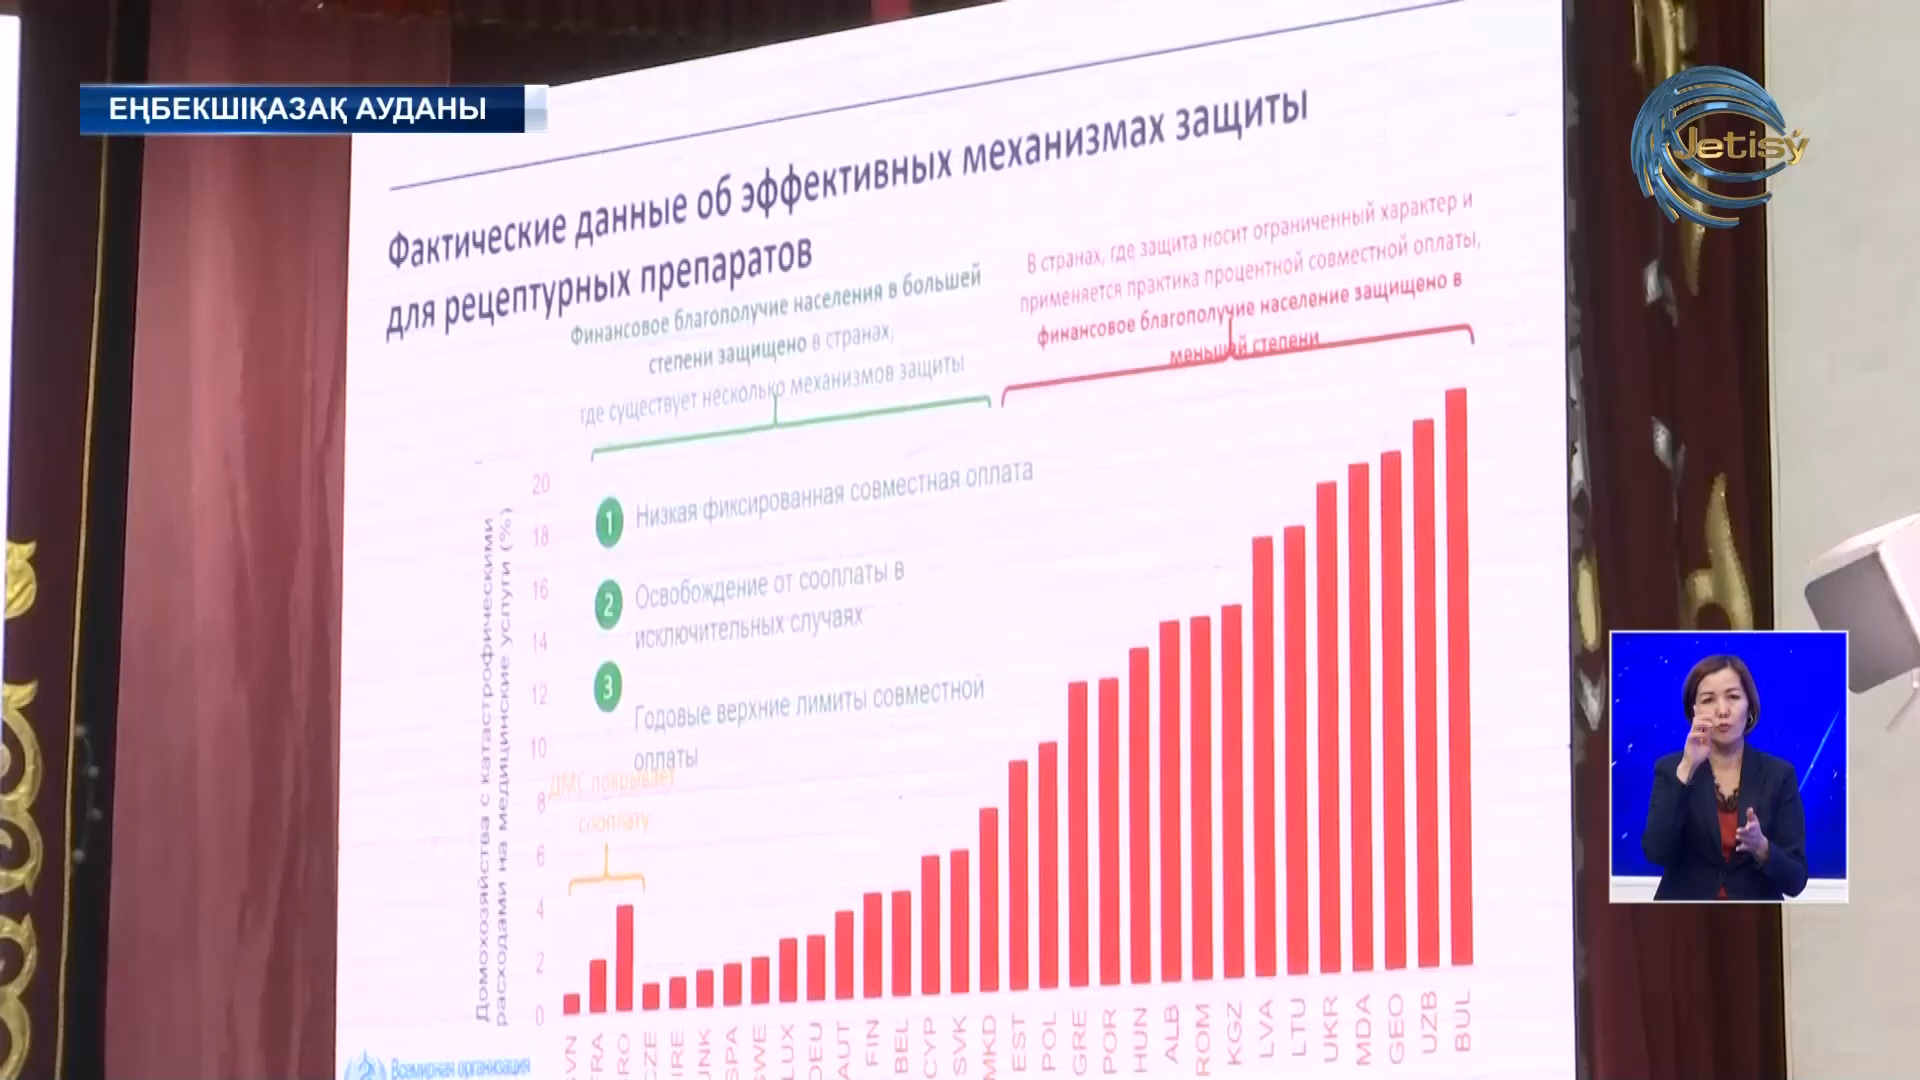 ЕҢБЕКШІҚАЗАҚ АУДАНЫ
Jetisý
Фактические данные об эффективных механизмах защиты
для рецептурных препаратов
Финансовое благополучие населения в большей
степени защищено в странах,
где существует несколько механизмов защиты
В странах, где защита носит ограниченный характер и
применяется практика процентной совместной оплаты,
финансовое благополучие население защищено в
меньшей степени
1 Низкая фиксированная совместная оплата
2 Освобождение от сооплаты в
исключительных случаях
3 Годовые верхние лимиты совместной
оплаты
ДМС покрывает
сооплату
Домохозяйства с катастрофическими
расходами на медицинские услуги (%)
20
18
16
14
12
10
8
6
4
2
0
SVN FRA CRO CZE IRE UNK SPA SWE LUX DEU AUT FIN BEL CYP SVK MKD EST POL GRE POR HUN ALB ROM KGZ LVA LTU UKR MDA GEO UZB BUL
Всемирная организация